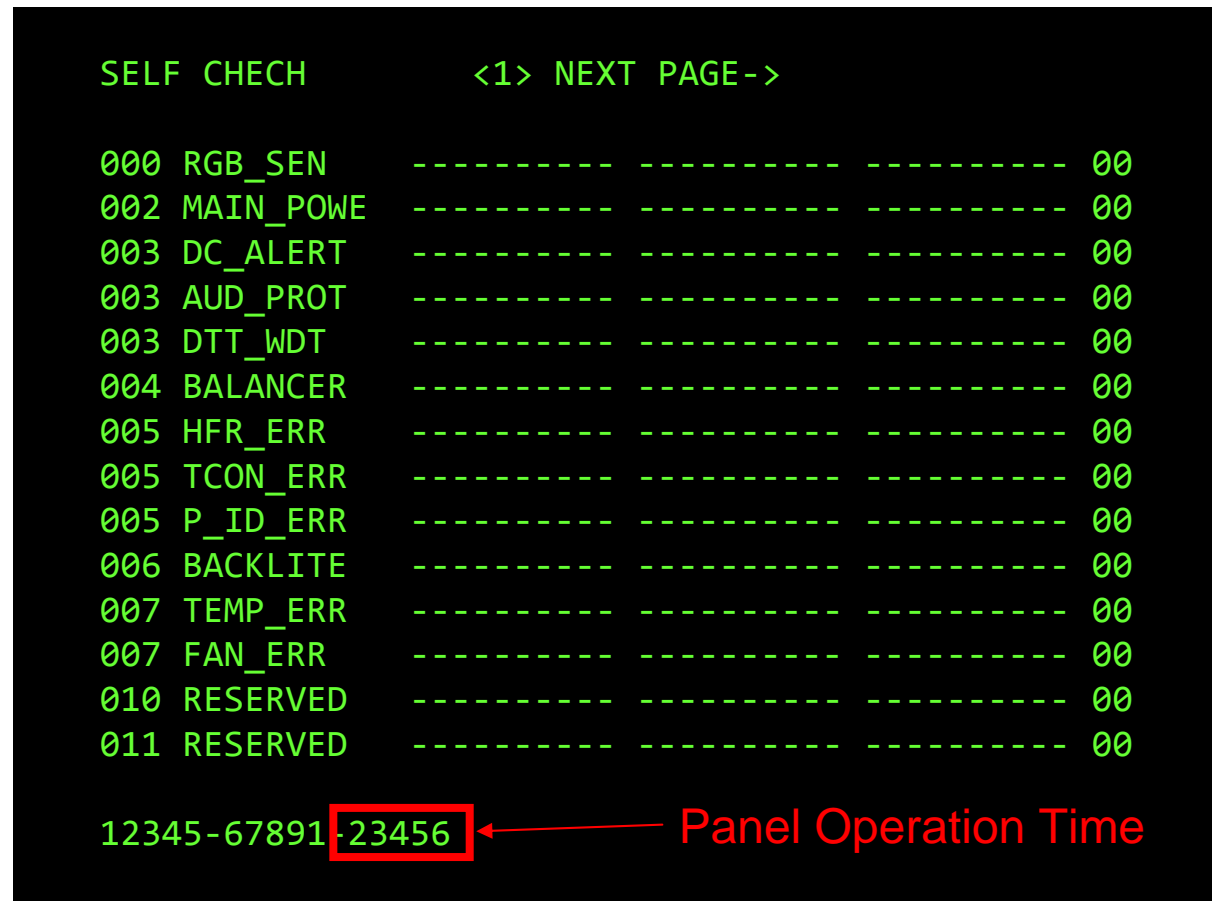 SELF CHECH <1> NEXT PAGE->
000 RGB_SEN ---------- ---------- ---------- 00
002 MAIN_POWE ---------- ---------- ---------- 00
003 DC_ALERT ---------- ---------- ---------- 00
003 AUD_PROT ---------- ---------- ---------- 00
003 DTT_WDT ---------- ---------- ---------- 00
004 BALANCER ---------- ---------- ---------- 00
005 HFR_ERR ---------- ---------- ---------- 00
005 TCON_ERR ---------- ---------- ---------- 00
005 P_ID_ERR ---------- ---------- ---------- 00
006 BACKLITE ---------- ---------- ---------- 00
007 TEMP_ERR ---------- ---------- ---------- 00
007 FAN_ERR ---------- ---------- ---------- 00
010 RESERVED ---------- ---------- ---------- 00
011 RESERVED ---------- ---------- ---------- 00
12345-67891-23456 Panel Operation Time